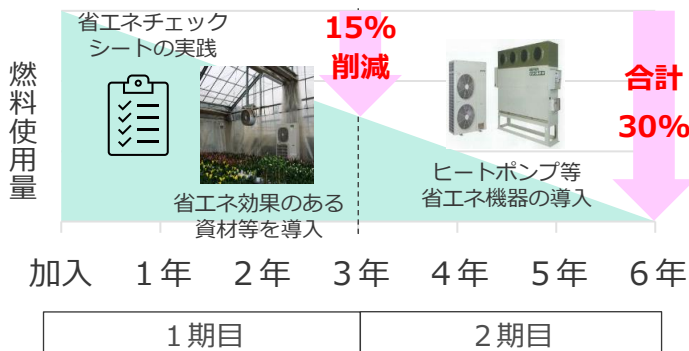 省エネチェック
シートの実践
15%
削減
合計
30%
燃料使用量
省エネ効果のある
資材等を導入
ヒートポンプ等
省エネ機器の導入
加入 1年 2年 3年 4年 5年 6年
1期目 2期目